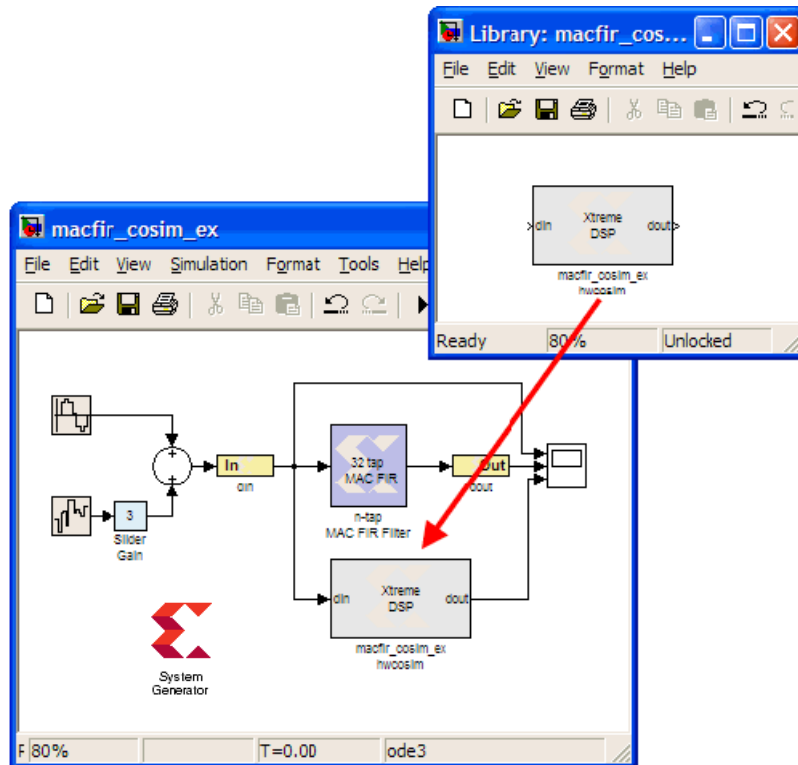 Library: macfir_cos...
File Edit View Format Help
din
Xtreme
DSP
dout
macfir_cosim_ex
hwcosim
Ready 80% Unlocked
macfir_cosim_ex
File Edit View Simulation Format Tools Help
In
din
3
Slider
Gain
32 tap
MAC FIR
n-tap
MAC FIR Filter
Out
dout
din
Xtreme
DSP
dout
macfir_cosim_ex
hwcosim
System
Generator
F 80% T=0.00 ode3